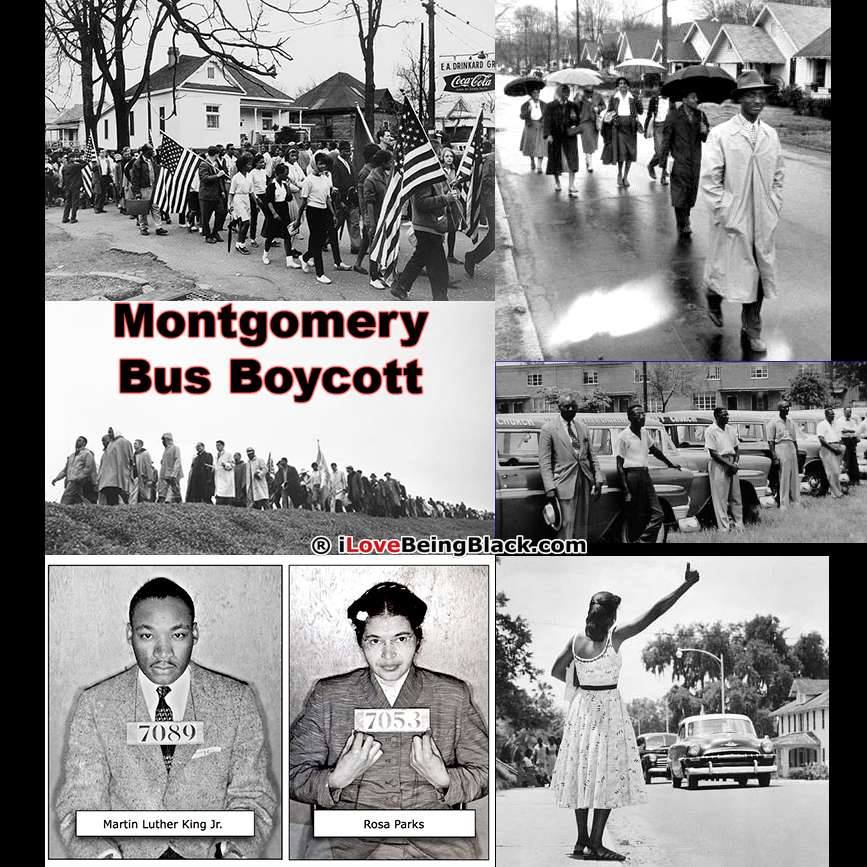 E.A. DRINKARD GR
Coca-Cola
Montgomery
Bus Boycott
CHURCH
® iLoveBeingBlack.com
7089
7053
Martin Luther King Jr.
Rosa Parks